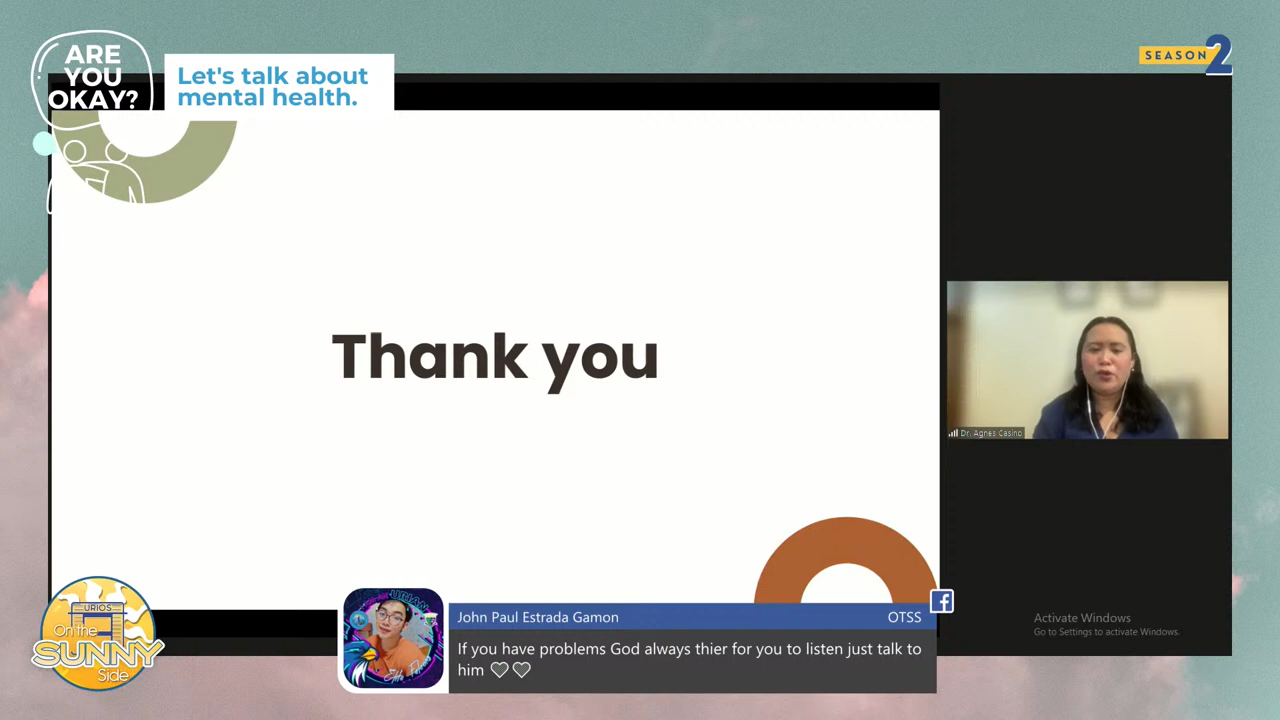 ARE
YOU
OKAY?
Let's talk about
mental health.
SEASON 2
Thank you
Dr. Agnes Casino
URIOS
On the
SUNNY
Side
John Paul Estrada Gamon
OTSS
If you have problems God always thier for you to listen just talk to
him ♡♡
Activate Windows
Go to Settings to activate Windows.